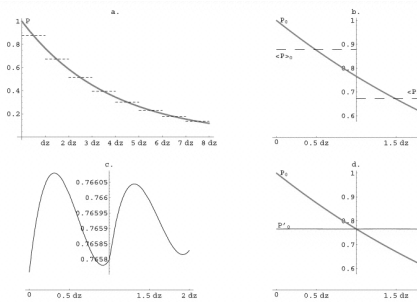 a.
P
1
0.8
0.6
0.4
0.2
dz 2 dz 3 dz 4 dz 5 dz 6 dz 7 dz 8 dz
b.
P₀
1
0.9
<P>₀
0.8
0.7
<P
0.6
0 0.5 dz 1.5 dz
c.
0.76605
0.766
0.76595
0.7659
0.76585
0.7658
0 0.5 dz 1.5 dz 2 dz
d.
P₀
1
0.9
P'₀
0.8
0.7
0.6
0 0.5 dz 1.5 dz